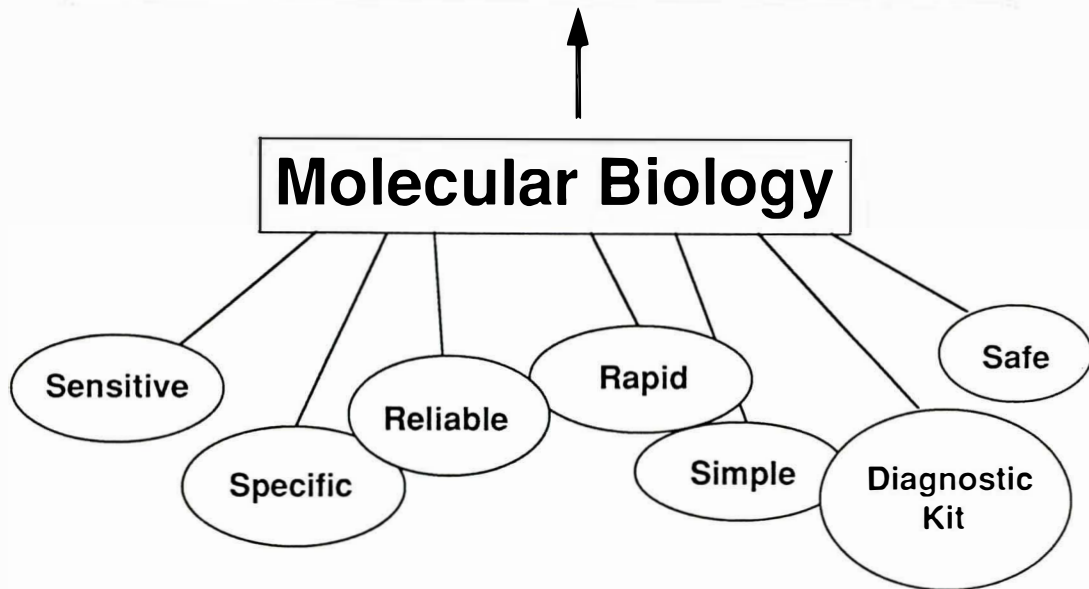 Molecular Biology
Sensitive
Specific
Reliable
Rapid
Simple
Diagnostic
Kit
Safe